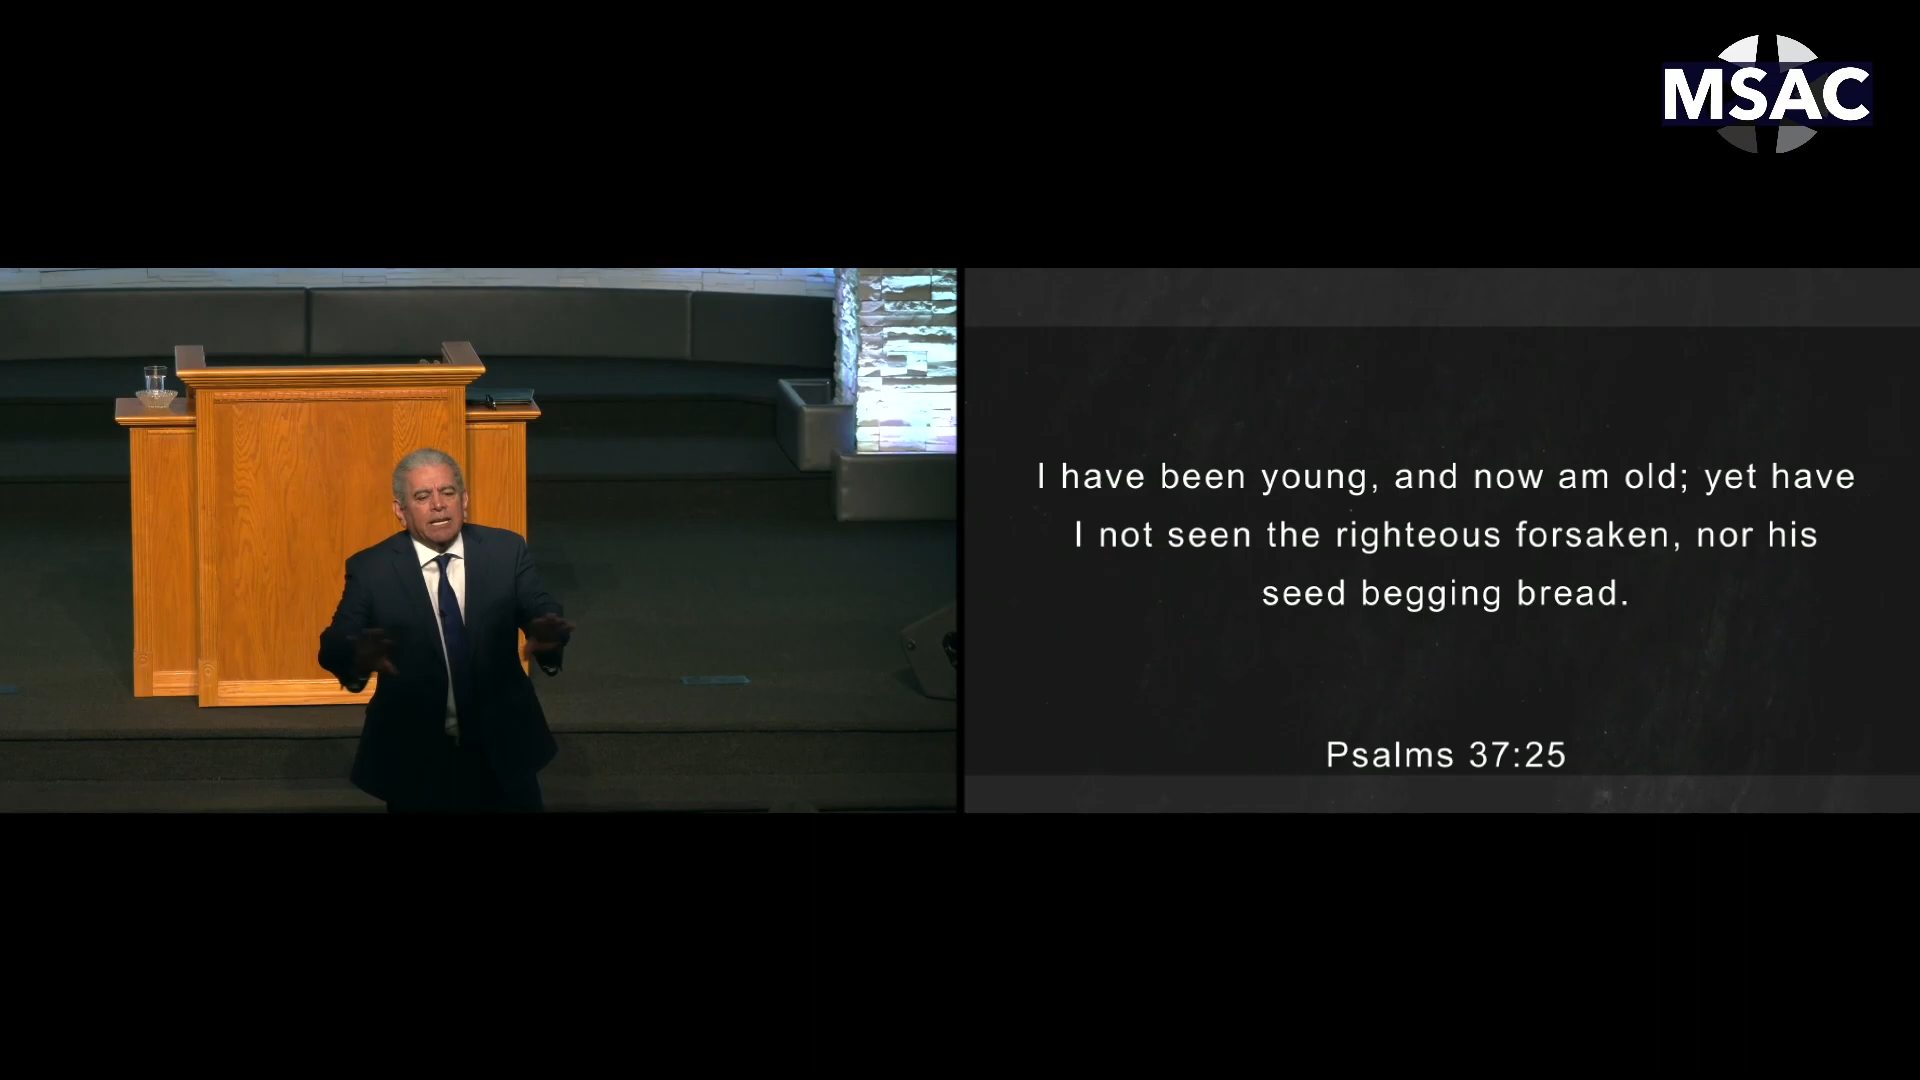 MSAC
I have been young, and now am old; yet have
I not seen the righteous forsaken, nor his
seed begging bread.
Psalms 37:25